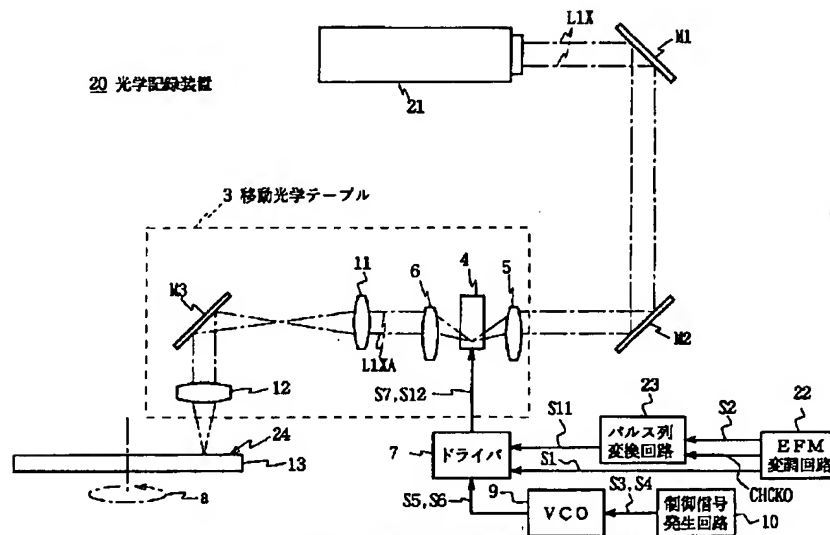 L1X
M1
20 光学記録装置
21
3 移動光学テーブル
11
6
4
5
M3
M2
L1XA
12
S7,S12
23
22
24
13
a
7
ドライバ
S11
パルス列
変換回路
S2
EFM
変調回路
S1
CHCKO
S5,S6
9
VCO
S3,S4
制御信号
発生回路
10